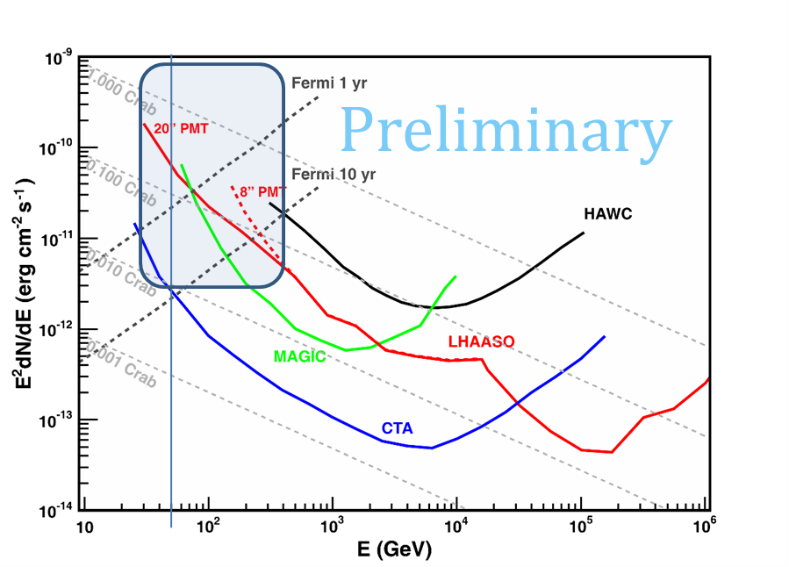 10⁻⁹
1.000 Crab
Fermi 1 yr
20" PMT
Preliminary
10⁻¹⁰
0.100 Crab
Fermi 10 yr
8" PMT
HAWC
10⁻¹¹
0.010 Crab
10⁻¹²
LHAASO
MAGIC
0.001 Crab
10⁻¹³
CTA
10⁻¹⁴
E²dN/dE (erg cm⁻² s⁻¹)
10 10² 10³ 10⁴ 10⁵ 10⁶
E (GeV)